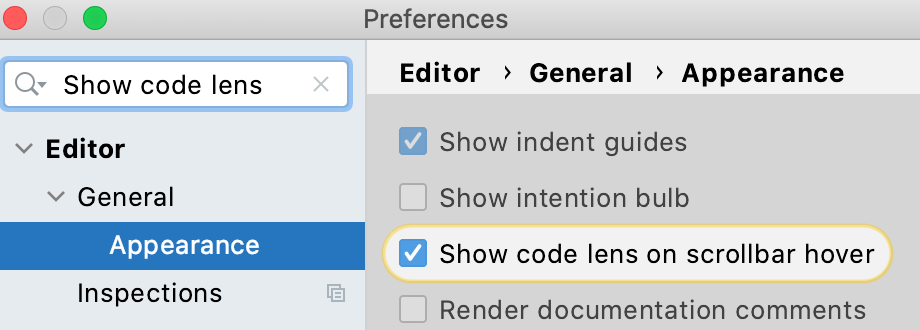 Preferences
Show code lens
Editor
General
Appearance
Inspections
Editor › General › Appearance
Show indent guides
Show intention bulb
Show code lens on scrollbar hover
Render documentation comments